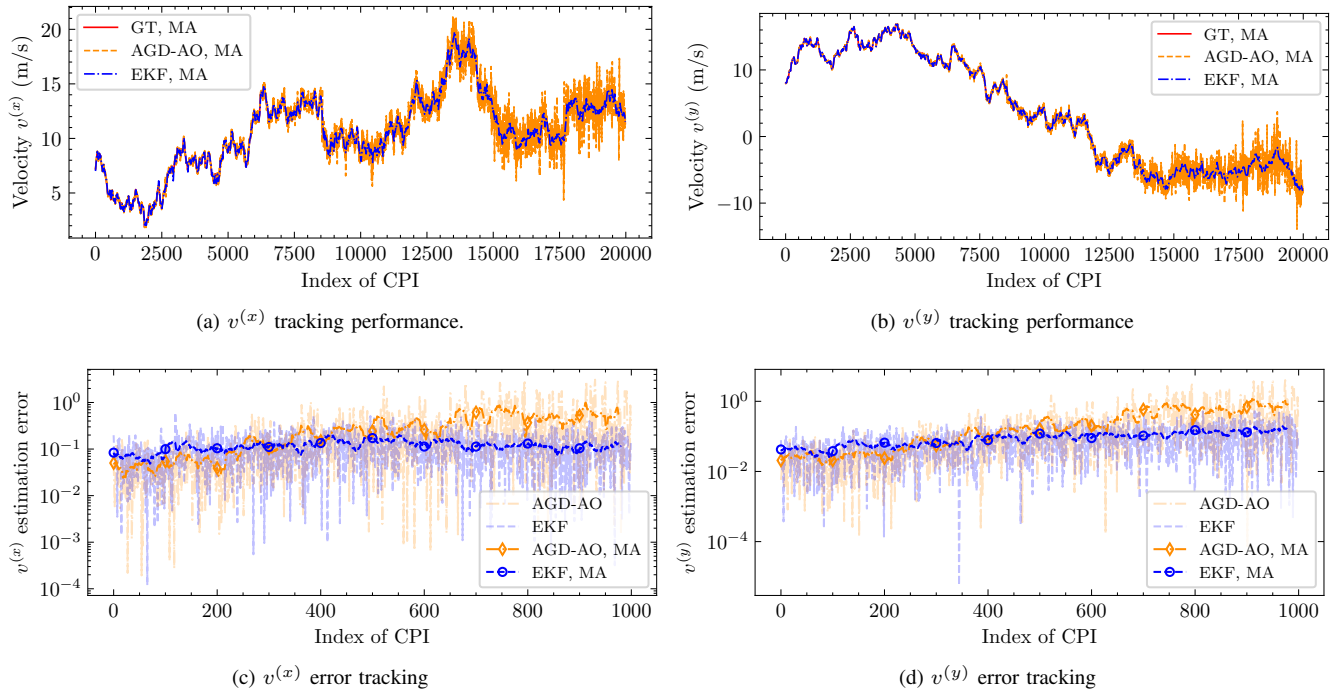 GT, MA
AGD-AO, MA
EKF, MA
Velocity v^(x) (m/s)
20
15
10
5
0 2500 5000 7500 10000 12500 15000 17500 20000
Index of CPI
(a) v^(x) tracking performance.
GT, MA
AGD-AO, MA
EKF, MA
Velocity v^(y) (m/s)
10
0
−10
0 2500 5000 7500 10000 12500 15000 17500 20000
Index of CPI
(b) v^(y) tracking performance
v^(x) estimation error
10^0
10^−1
10^−2
10^−3
10^−4
AGD-AO
EKF
AGD-AO, MA
EKF, MA
0 200 400 600 800 1000
Index of CPI
(c) v^(x) error tracking
v^(y) estimation error
10^0
10^−2
10^−4
AGD-AO
EKF
AGD-AO, MA
EKF, MA
0 200 400 600 800 1000
Index of CPI
(d) v^(y) error tracking